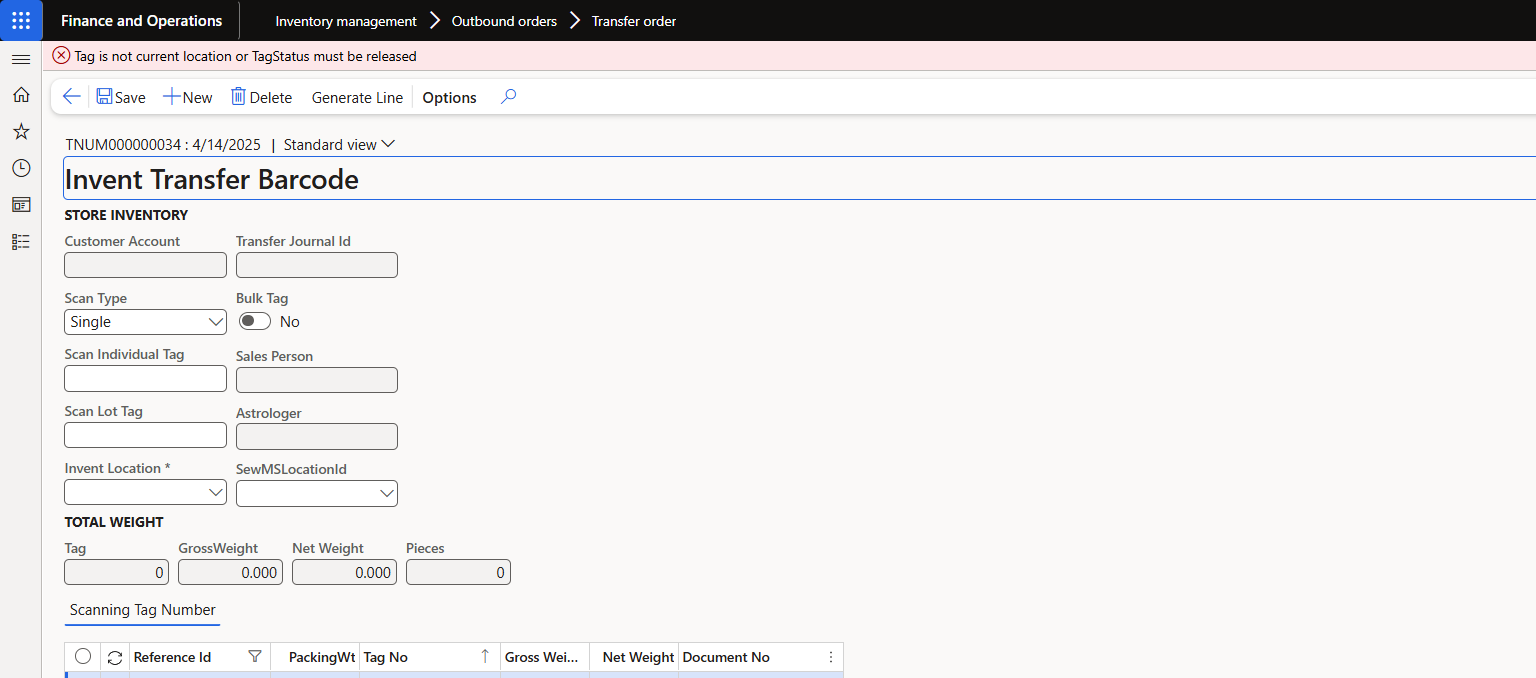 Finance and Operations Inventory management Outbound orders Transfer order
Tag is not current location or TagStatus must be released
Save New Delete Generate Line Options
TNUM000000034 : 4/14/2025 | Standard view
Invent Transfer Barcode
STORE INVENTORY
Customer Account Transfer Journal Id
Scan Type Bulk Tag
Single No
Scan Individual Tag Sales Person
Scan Lot Tag Astrologer
Invent Location * SewMSLocationId
TOTAL WEIGHT
Tag GrossWeight Net Weight Pieces
0 0.000 0.000 0
Scanning Tag Number
Reference Id PackingWt Tag No Gross Wei... Net Weight Document No